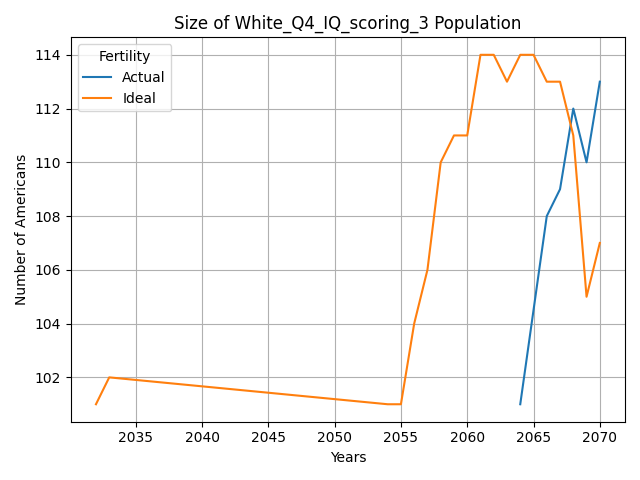 Size of White_Q4_IQ_scoring_3 Population
Fertility
Actual
Ideal
Number of Americans
114
112
110
108
106
104
102
2035 2040 2045 2050 2055 2060 2065 2070
Years